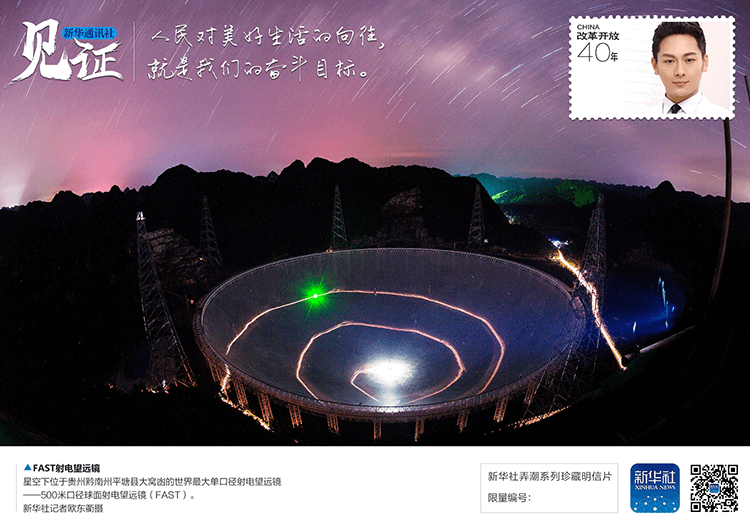 新华通讯社
见证
人民对美好生活的向往，
就是我们的奋斗目标。
CHINA
改革开放
40年
▲FAST射电望远镜
星空下位于贵州黔南州平塘县大窝凼的世界最大单口径射电望远镜
——500米口径球面射电望远镜（FAST）。
新华社记者欧东衢摄
新华社弄潮系列珍藏明信片
限量编号：
新华社
XINHUA NEWS